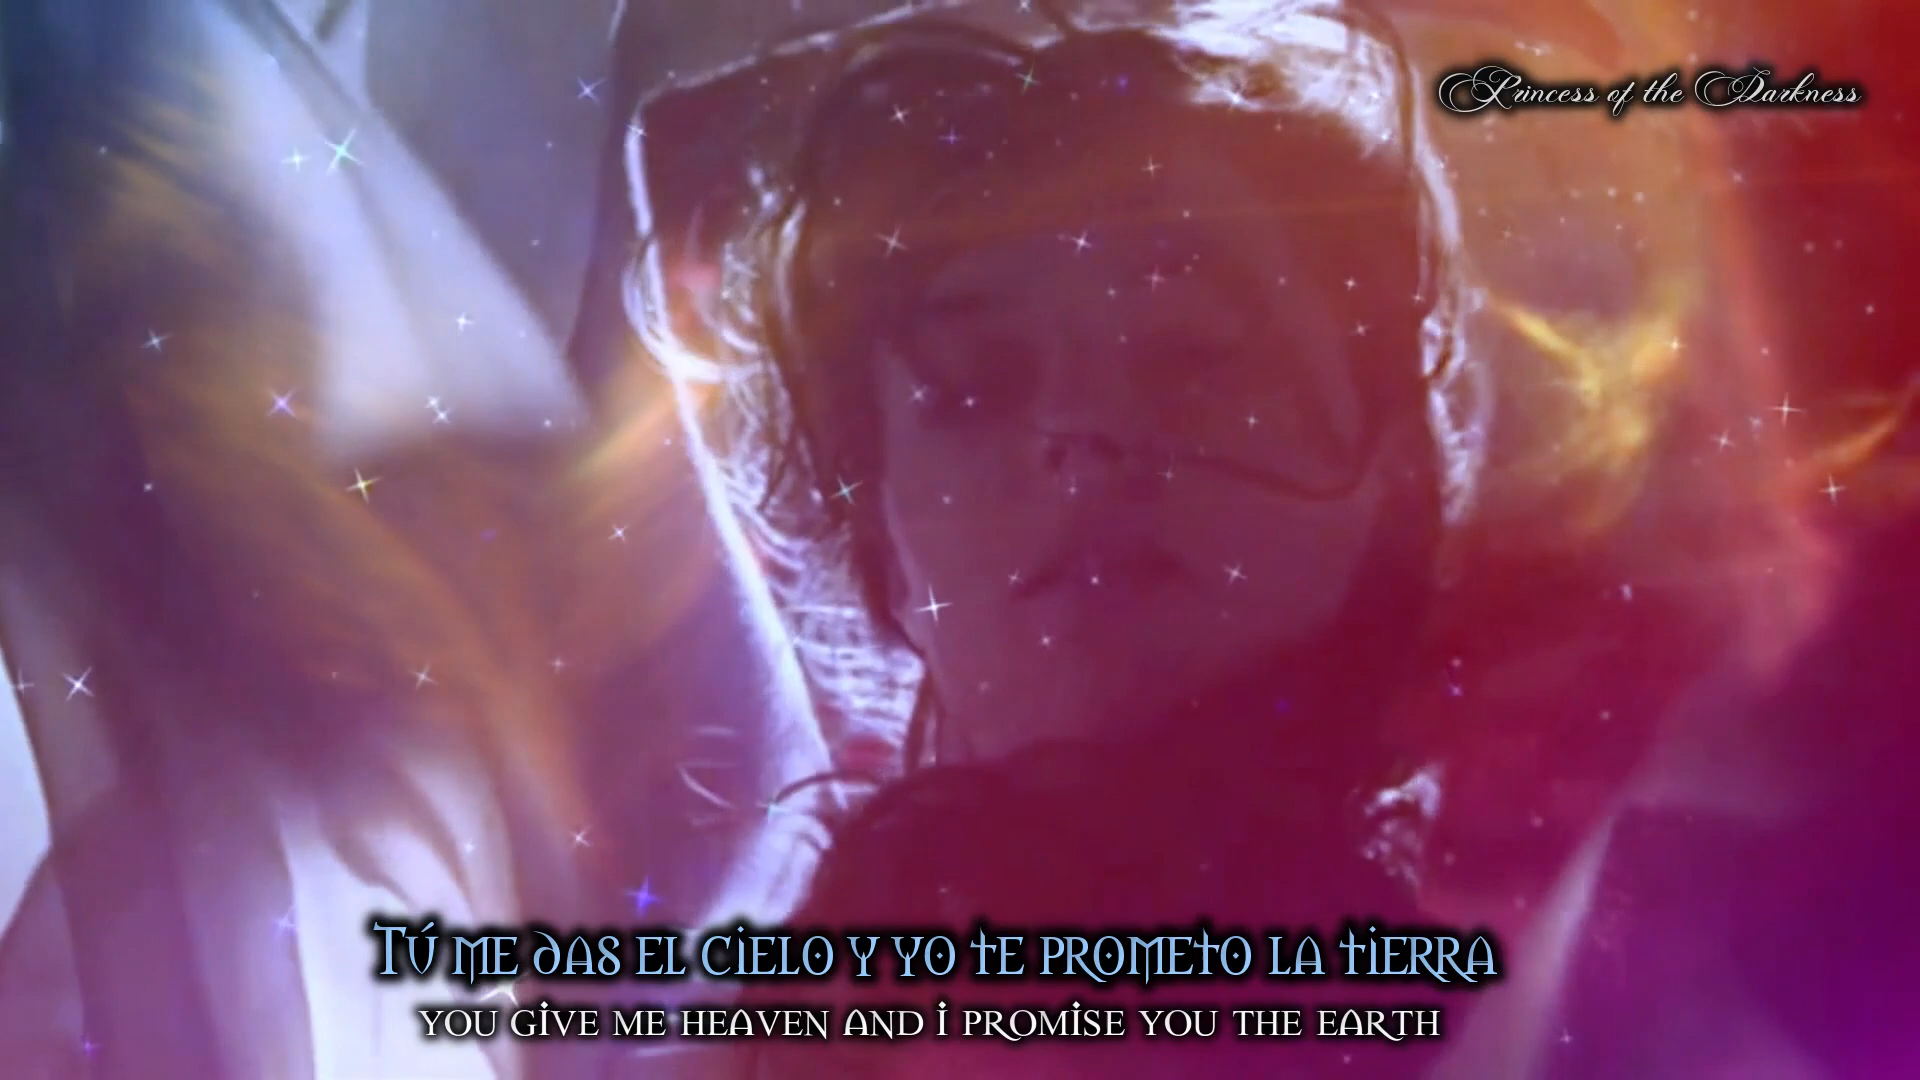 Princess of the Darkness
Tú me das el cielo y yo te prometo la tierra
you give me heaven and i promise you the earth